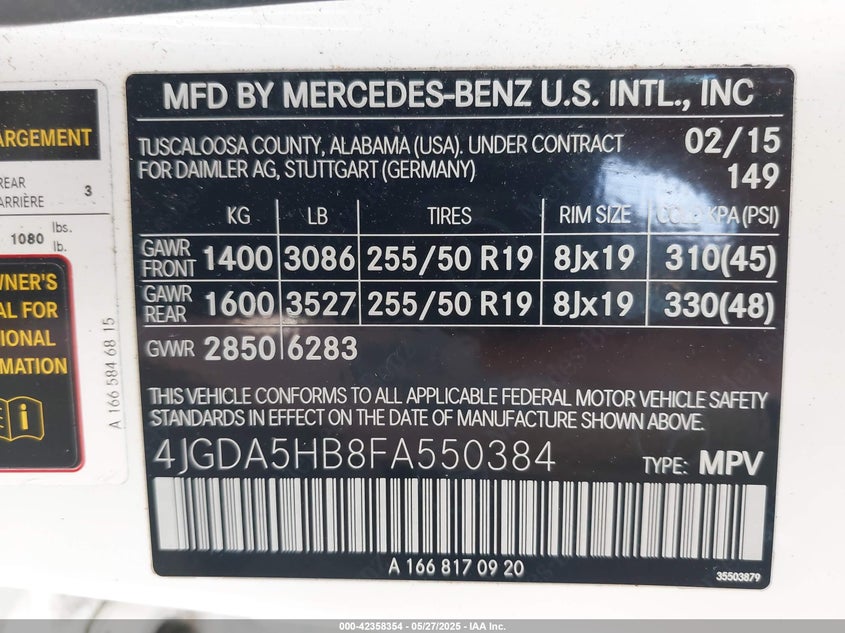 MFD BY MERCEDES-BENZ U.S. INTL., INC
TUSCALOOSA COUNTY, ALABAMA (USA). UNDER CONTRACT 02/15
FOR DAIMLER AG, STUTTGART (GERMANY) 149
KG LB TIRES RIM SIZE COLD KPA (PSI)
GAWR FRONT 1400 3086 255/50 R19 8Jx19 310(45)
GAWR REAR 1600 3527 255/50 R19 8Jx19 330(48)
GVWR 2850 6283
THIS VEHICLE CONFORMS TO ALL APPLICABLE FEDERAL MOTOR VEHICLE SAFETY
STANDARDS IN EFFECT ON THE DATE OF MANUFACTURE SHOWN ABOVE.
4JGDA5HB8FA550384 TYPE: MPV
A 166 817 09 20
35503879
ARGEMENT
REAR
ARRIÈRE 3
1080 lbs.
lb.
WNER'S
AL FOR
IONAL
RMATION
A 166 584 68 15
000-42358354 - 05/27/2025 - IAA Inc.